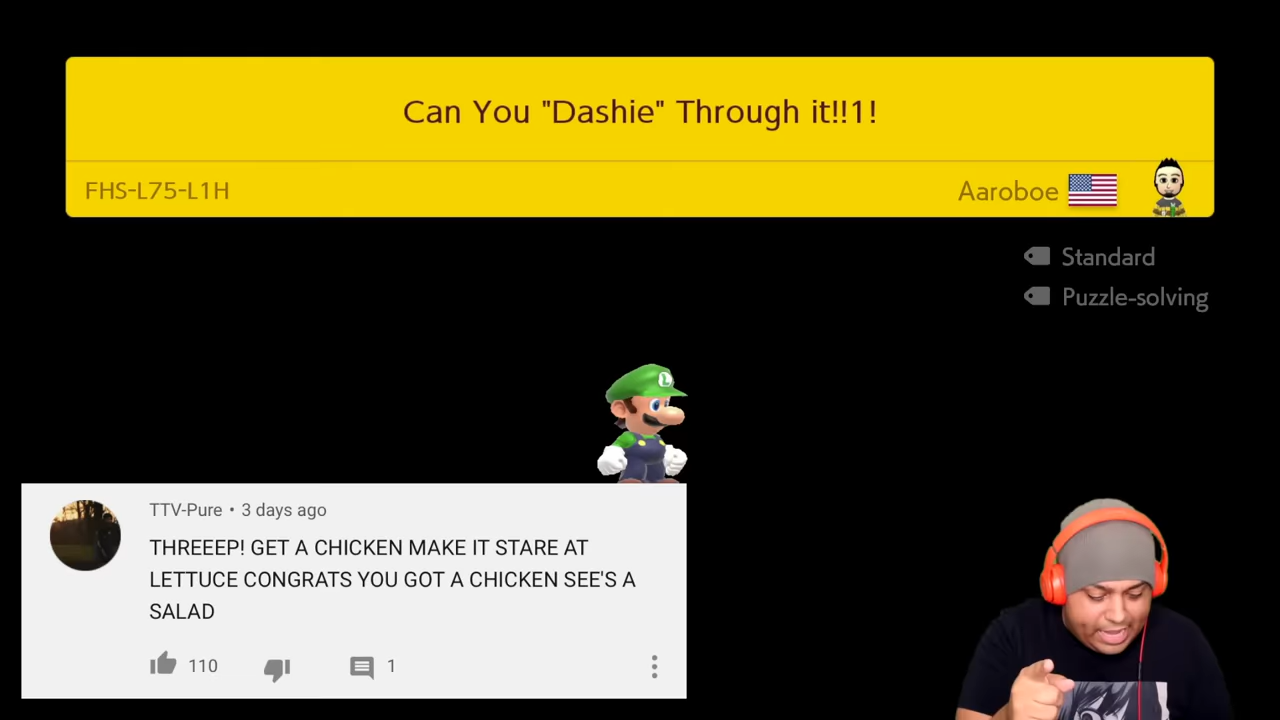 Can You "Dashie" Through it!!1!
FHS-L75-L1H
Aaroboe
Standard
Puzzle-solving
L
TTV-Pure • 3 days ago
THREEEP! GET A CHICKEN MAKE IT STARE AT
LETTUCE CONGRATS YOU GOT A CHICKEN SEE'S A
SALAD
110
1